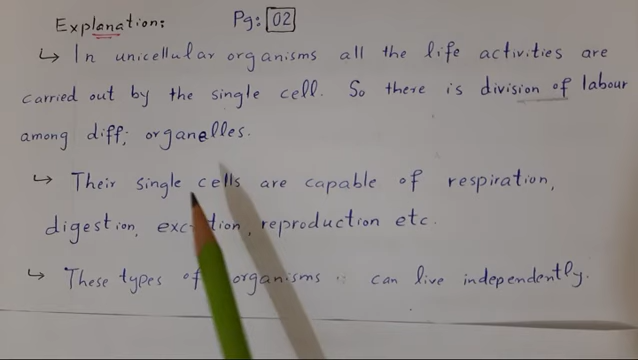 Explanation: Pg: 02
↳ In unicellular organisms all the life activities are
carried out by the single cell. So there is division of labour
among diff; organelles.
↳ Their single cells are capable of respiration,
digestion, excretion, reproduction etc.
↳ These types of organisms can live independently.